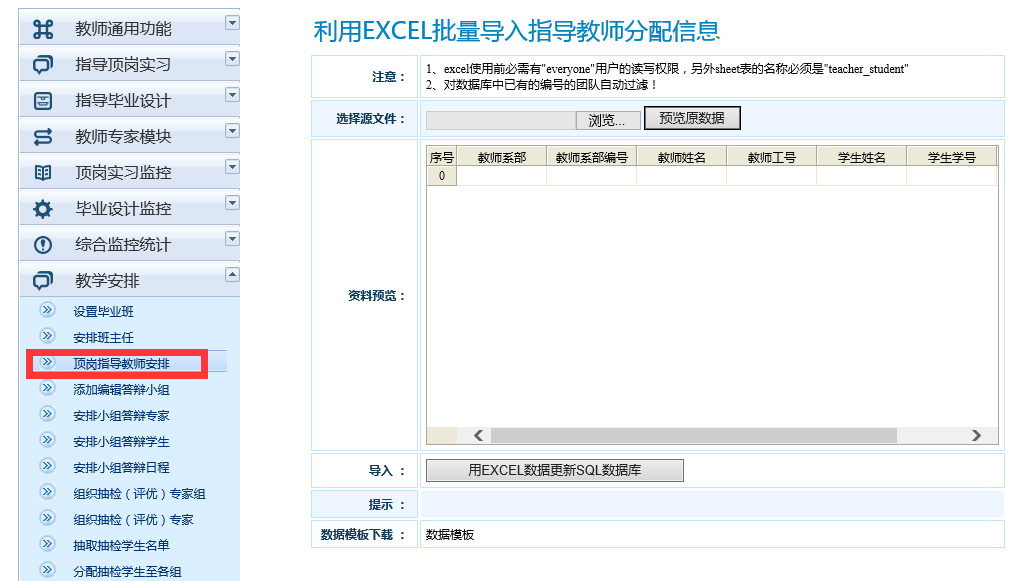 教师通用功能
指导顶岗实习
指导毕业设计
教师专家模块
顶岗实习监控
毕业设计监控
综合监控统计
教学安排
设置毕业班
安排班主任
顶岗指导教师安排
添加编辑答辩小组
安排小组答辩专家
安排小组答辩学生
安排小组答辩日程
组织抽检（评优）专家组
组织抽检（评优）专家
抽取抽检学生名单
分配抽检学生至各组
利用EXCEL批量导入指导教师分配信息
注意：
1、excel使用前必需有"everyone"用户的读写权限，另外sheet表的名称必须是"teacher_student"
2、对数据库中已有的编号的团队自动过滤！
选择源文件： 浏览... 预览原数据
资料预览：
序号 教师系部 教师系部编号 教师姓名 教师工号 学生姓名 学生学号
0
导入： 用EXCEL数据更新SQL数据库
提示：
数据模板下载： 数据模板